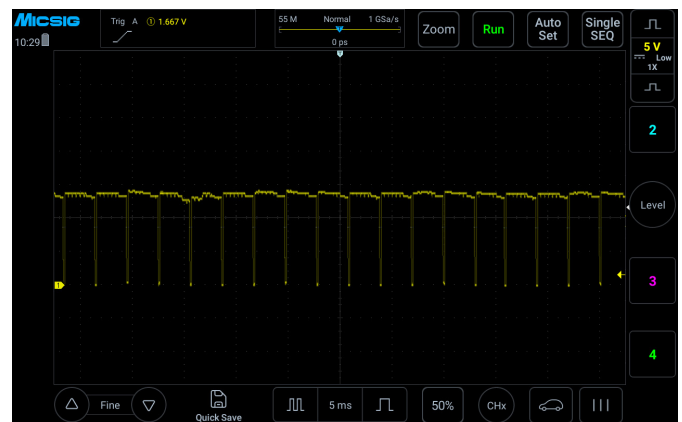 Micsig
10:29
Trig A ① 1.667 V
55 M Normal 1 GSa/s
0 ps
Zoom
Run
Auto
Set
Single
SEQ
5 V
Low
1X
2
Level
1
3
4
Fine
Quick Save
5 ms
50%
CHx